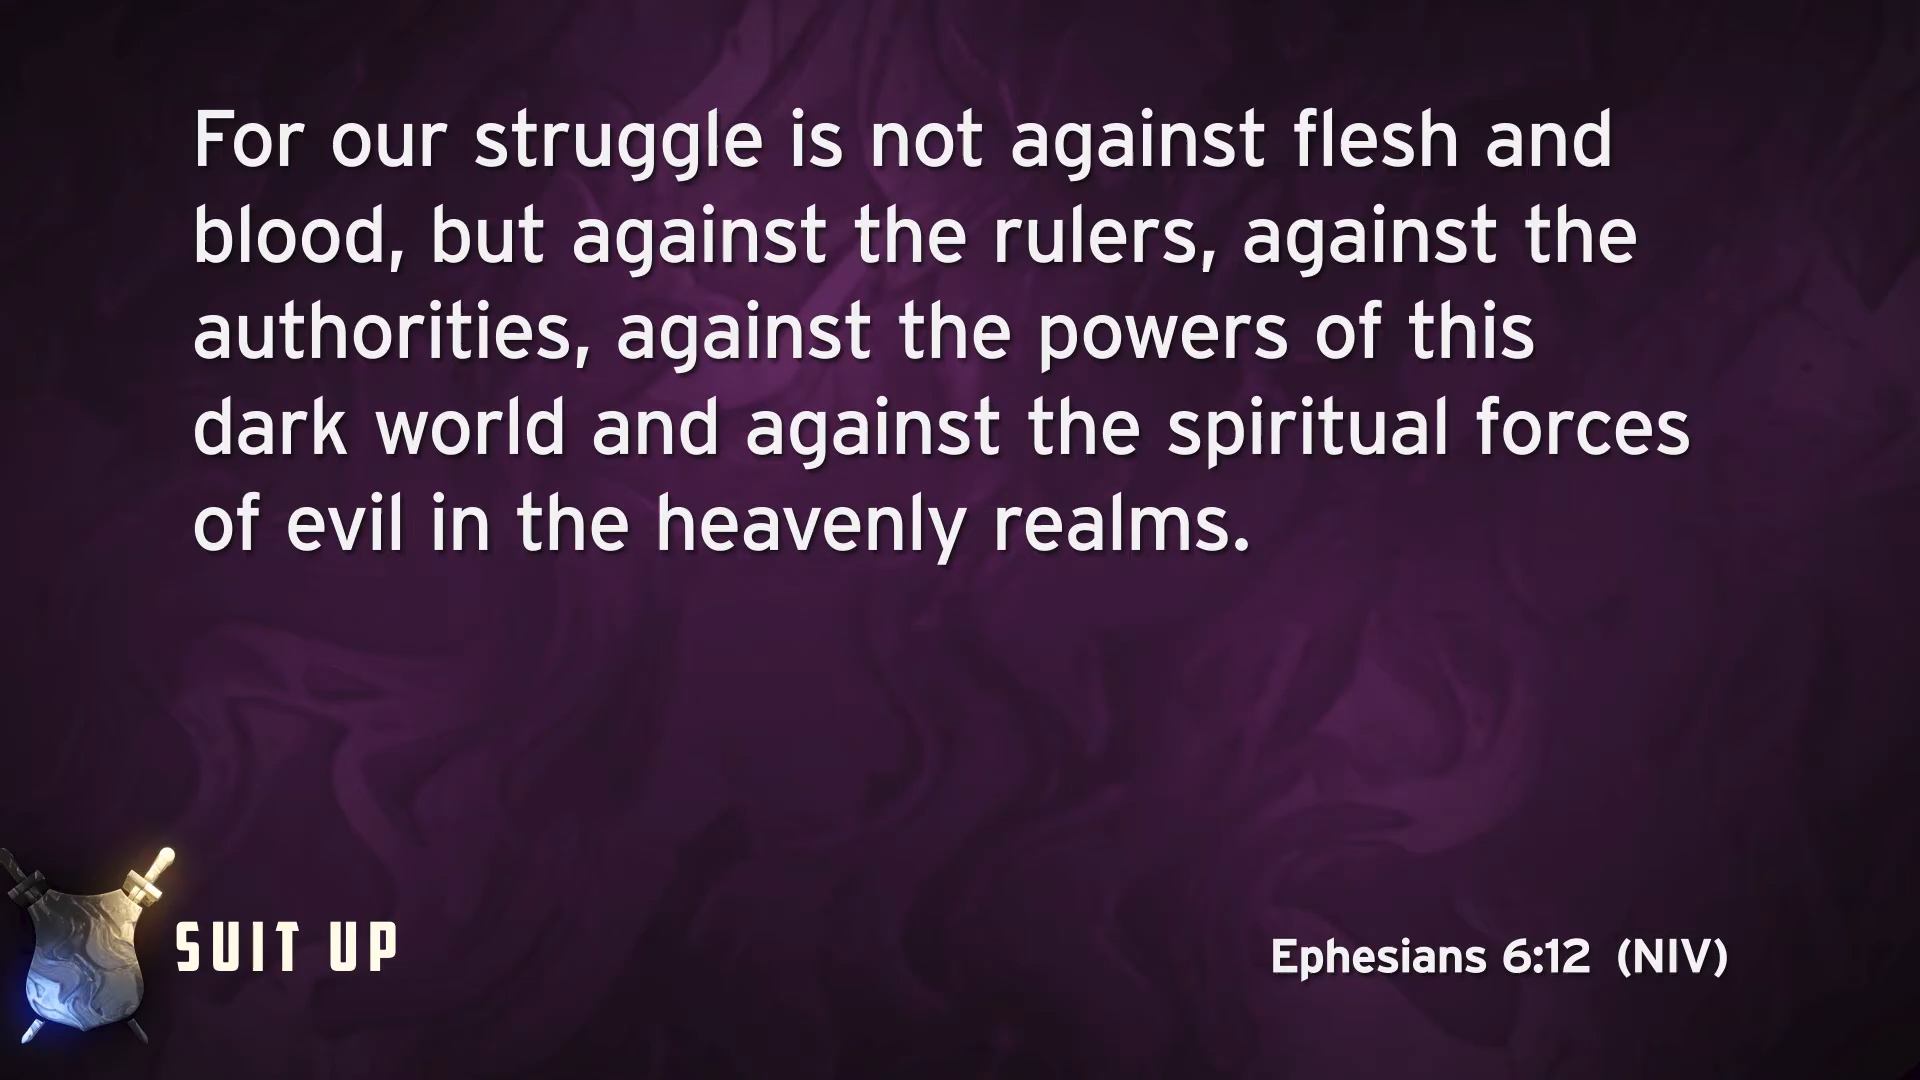 For our struggle is not against flesh and
blood, but against the rulers, against the
authorities, against the powers of this
dark world and against the spiritual forces
of evil in the heavenly realms.
SUIT UP
Ephesians 6:12 (NIV)